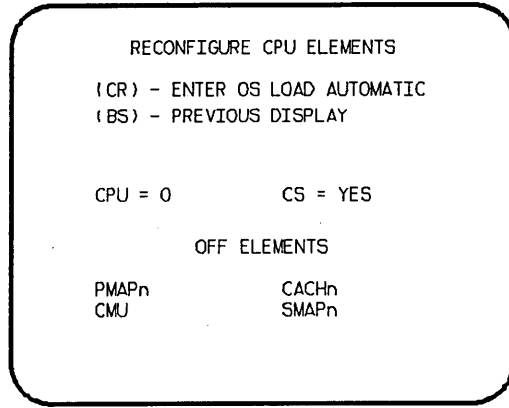 RECONFIGURE CPU ELEMENTS
(CR) - ENTER OS LOAD AUTOMATIC
(BS) - PREVIOUS DISPLAY
CPU = 0 CS = YES
OFF ELEMENTS
PMAPn CACHn
CMU SMAPn